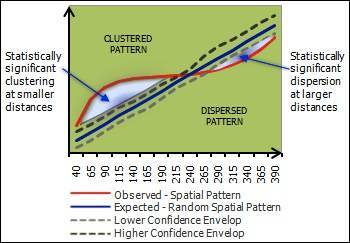 CLUSTERED
PATTERN
Statistically
significant
clustering
at smaller
distances
Statistically
significant
dispersion
at larger
distances
DISPERSED
PATTERN
40
65
90
115
140
165
190
215
240
265
290
315
340
365
390
Observed - Spatial Pattern
Expected - Random Spatial Pattern
Lower Confidence Envelop
Higher Confidence Envelop